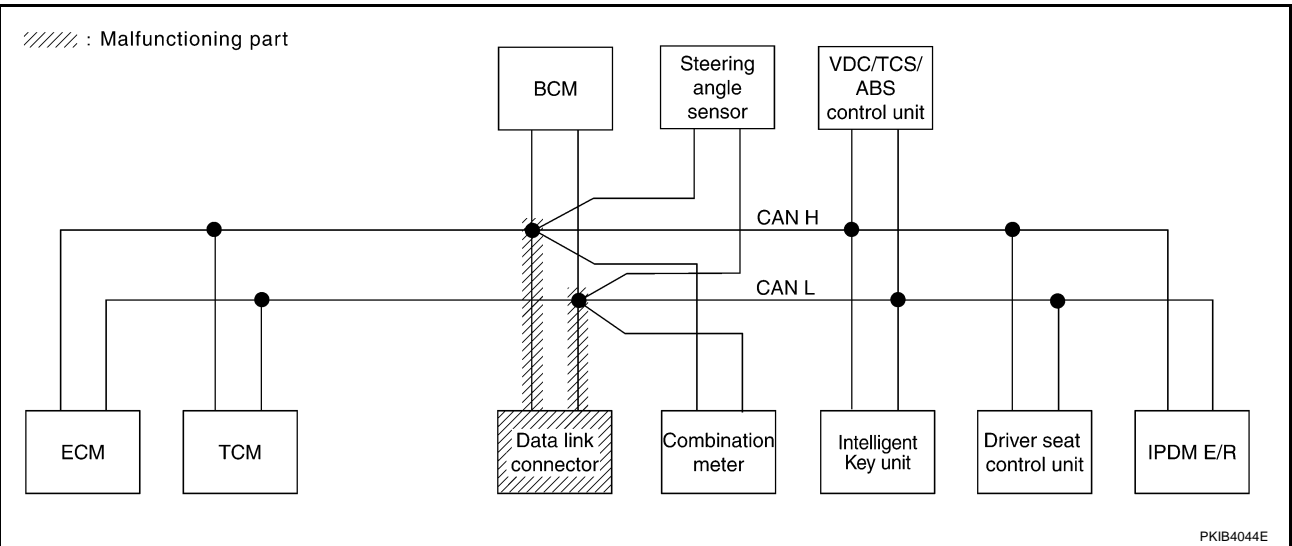 : Malfunctioning part
BCM
Steering
angle
sensor
VDC/TCS/
ABS
control unit
CAN H
CAN L
ECM
TCM
Data link
connector
Combination
meter
Intelligent
Key unit
Driver seat
control unit
IPDM E/R
PKIB4044E